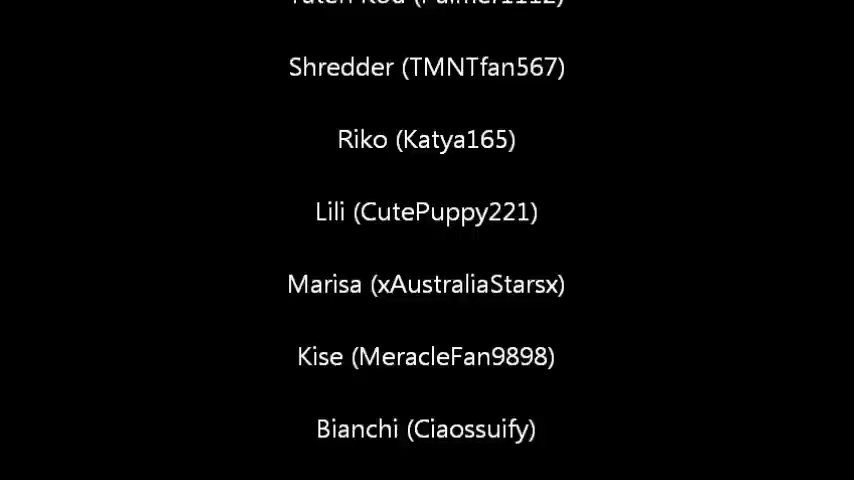 Shredder (TMNTfan567)
Riko (Katya165)
Lili (CutePuppy221)
Marisa (xAustraliaStarsx)
Kise (MeracleFan9898)
Bianchi (Ciaossuify)